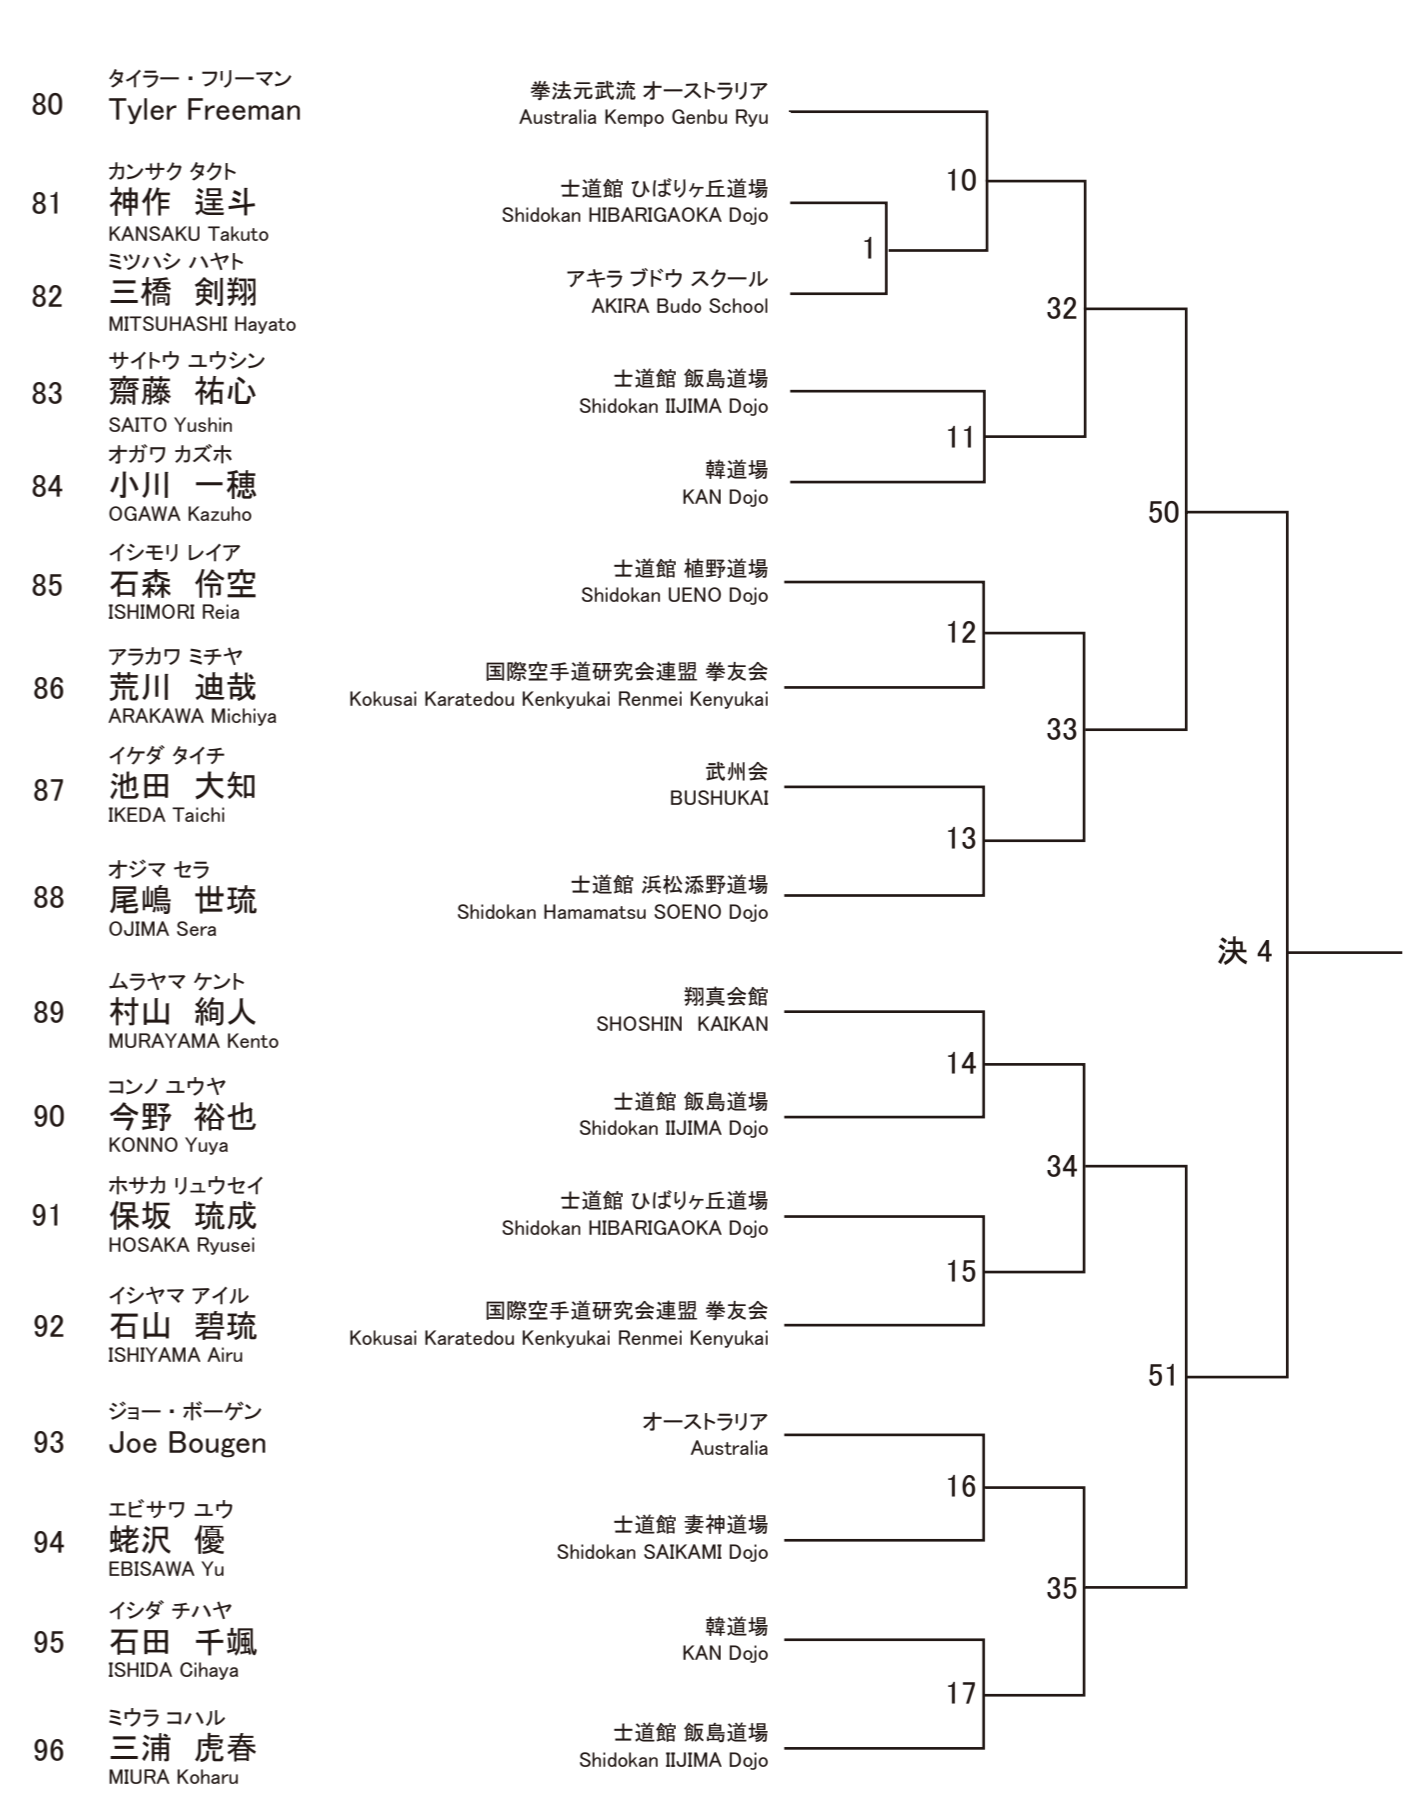 タイラー・フリーマン
80 Tyler Freeman
拳法元武流 オーストラリア
Australia Kempo Genbu Ryu
カンサク タクト
81 神作 逞斗
KANSAKU Takuto
士道館 ひばりヶ丘道場
Shidokan HIBARIGAOKA Dojo
ミツハシ ハヤト
82 三橋 剣翔
MITSUHASHI Hayato
アキラ ブドウ スクール
AKIRA Budo School
サイトウ ユウシン
83 齋藤 祐心
SAITO Yushin
士道館 飯島道場
Shidokan IIJIMA Dojo
オガワ カズホ
84 小川 一穂
OGAWA Kazuho
韓道場
KAN Dojo
イシモリ レイア
85 石森 伶空
ISHIMORI Reia
士道館 植野道場
Shidokan UENO Dojo
アラカワ ミチヤ
86 荒川 迪哉
ARAKAWA Michiya
国際空手道研究会連盟 拳友会
Kokusai Karatedou Kenkyukai Renmei Kenyukai
イケダ タイチ
87 池田 大知
IKEDA Taichi
武州会
BUSHUKAI
オジマ セラ
88 尾嶋 世琉
OJIMA Sera
士道館 浜松添野道場
Shidokan Hamamatsu SOENO Dojo
ムラヤマ ケント
89 村山 絢人
MURAYAMA Kento
翔真会館
SHOSHIN KAIKAN
コンノ ユウヤ
90 今野 裕也
KONNO Yuya
士道館 飯島道場
Shidokan IIJIMA Dojo
ホサカ リュウセイ
91 保坂 琉成
HOSAKA Ryusei
士道館 ひばりヶ丘道場
Shidokan HIBARIGAOKA Dojo
イシヤマ アイル
92 石山 碧琉
ISHIYAMA Airu
国際空手道研究会連盟 拳友会
Kokusai Karatedou Kenkyukai Renmei Kenyukai
ジョー・ボーゲン
93 Joe Bougen
オーストラリア
Australia
エビサワ ユウ
94 蛯沢 優
EBISAWA Yu
士道館 妻神道場
Shidokan SAIKAMI Dojo
イシダ チハヤ
95 石田 千颯
ISHIDA Cihaya
韓道場
KAN Dojo
ミウラ コハル
96 三浦 虎春
MIURA Koharu
士道館 飯島道場
Shidokan IIJIMA Dojo
1
10
11
12
13
14
15
16
17
32
33
34
35
50
51
決 4